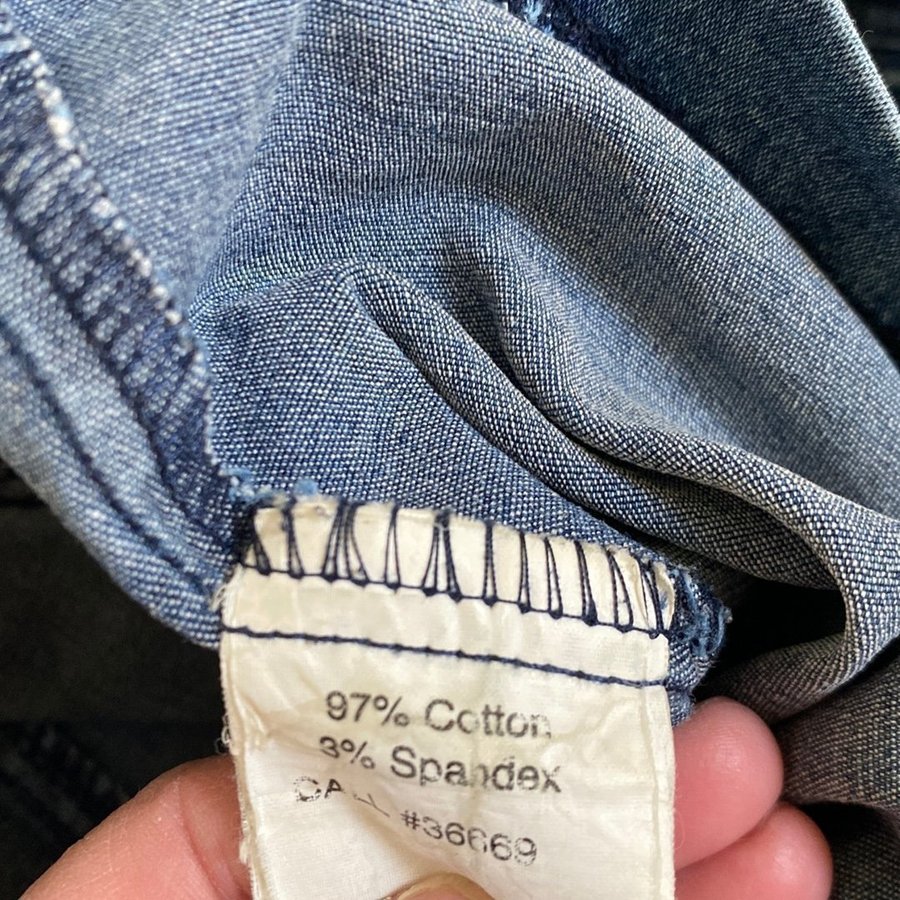 97% Cotton
3% Spandex
CA #36669